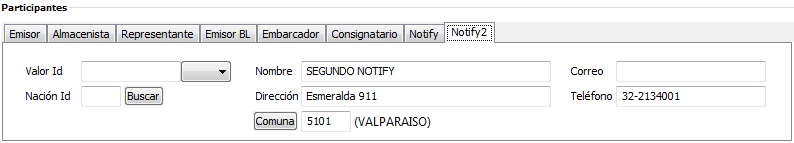 Participantes
Emisor Almacenista Representante Emisor BL Embarcador Consignatario Notify Notify2
Valor Id Nombre SEGUNDO NOTIFY Correo
Nación Id Buscar Dirección Esmeralda 911 Teléfono 32-2134001
Comuna 5101 (VALPARAISO)